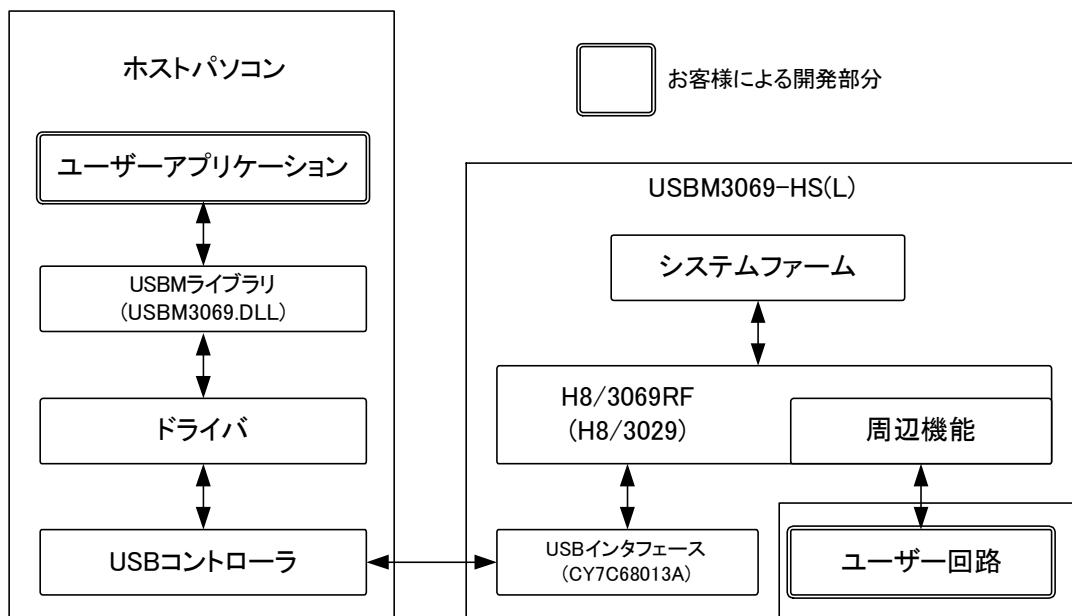 ホストパソコン
お客様による開発部分
ユーザーアプリケーション
USBM3069-HS(L)
システムファーム
USBMライブラリ
(USBM3069.DLL)
H8/3069RF
(H8/3029)
周辺機能
ドライバ
USBコントローラ
USBインタフェース
(CY7C68013A)
ユーザー回路